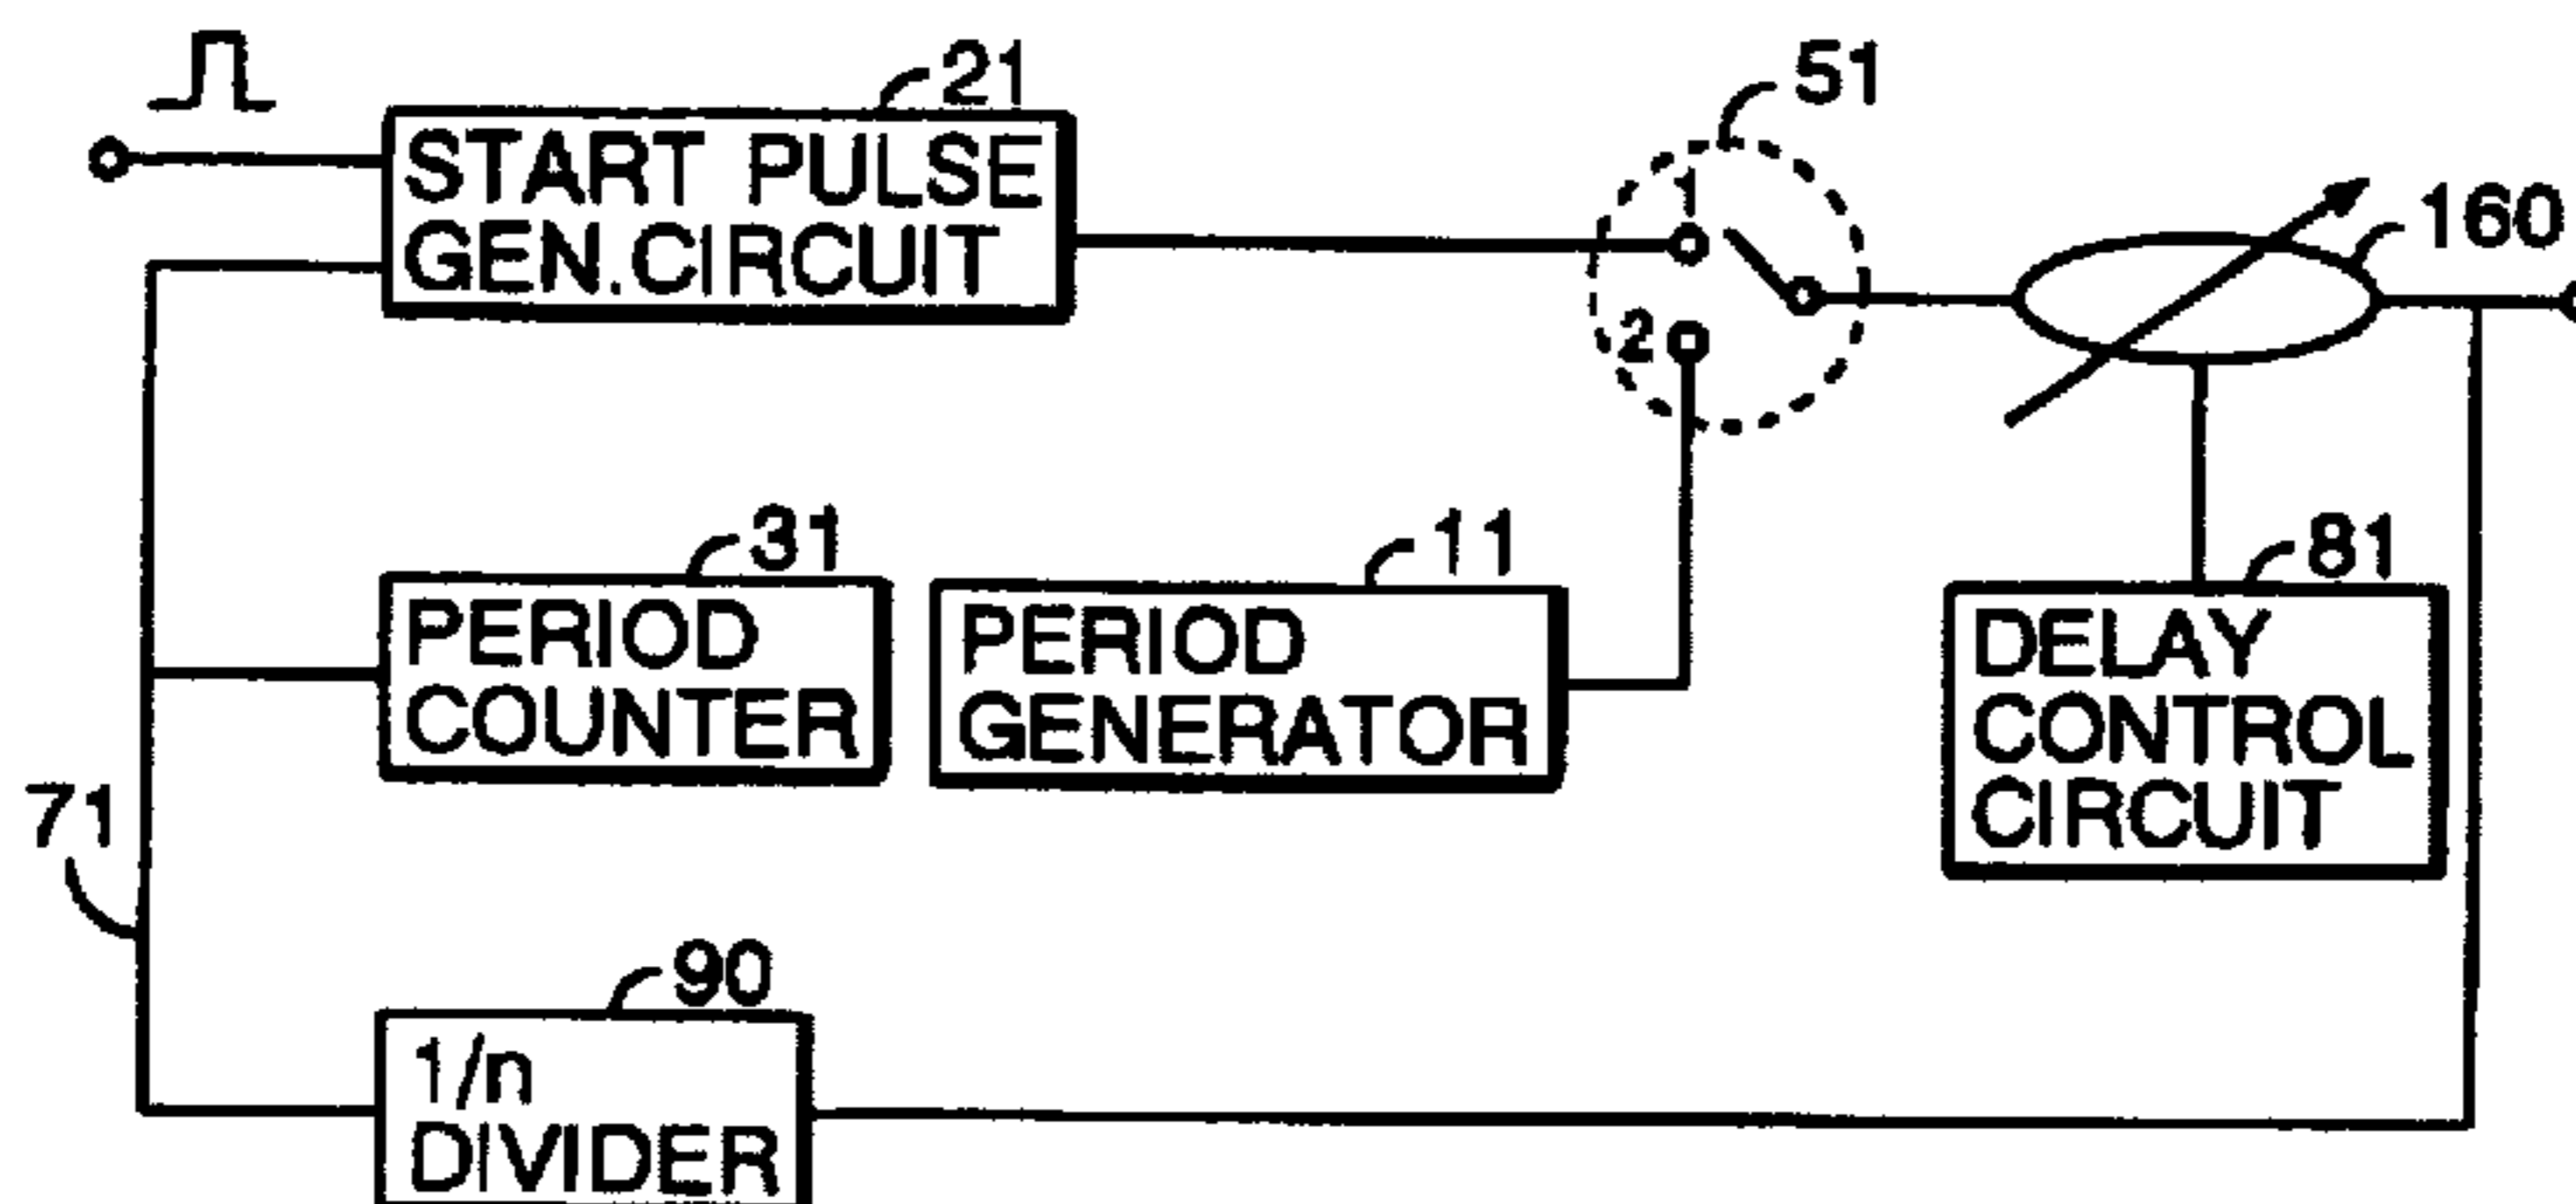 21
START PULSE
GEN.CIRCUIT
51
1
2
160
31
PERIOD
COUNTER
11
PERIOD
GENERATOR
81
DELAY
CONTROL
CIRCUIT
71
90
1/n
DIVIDER